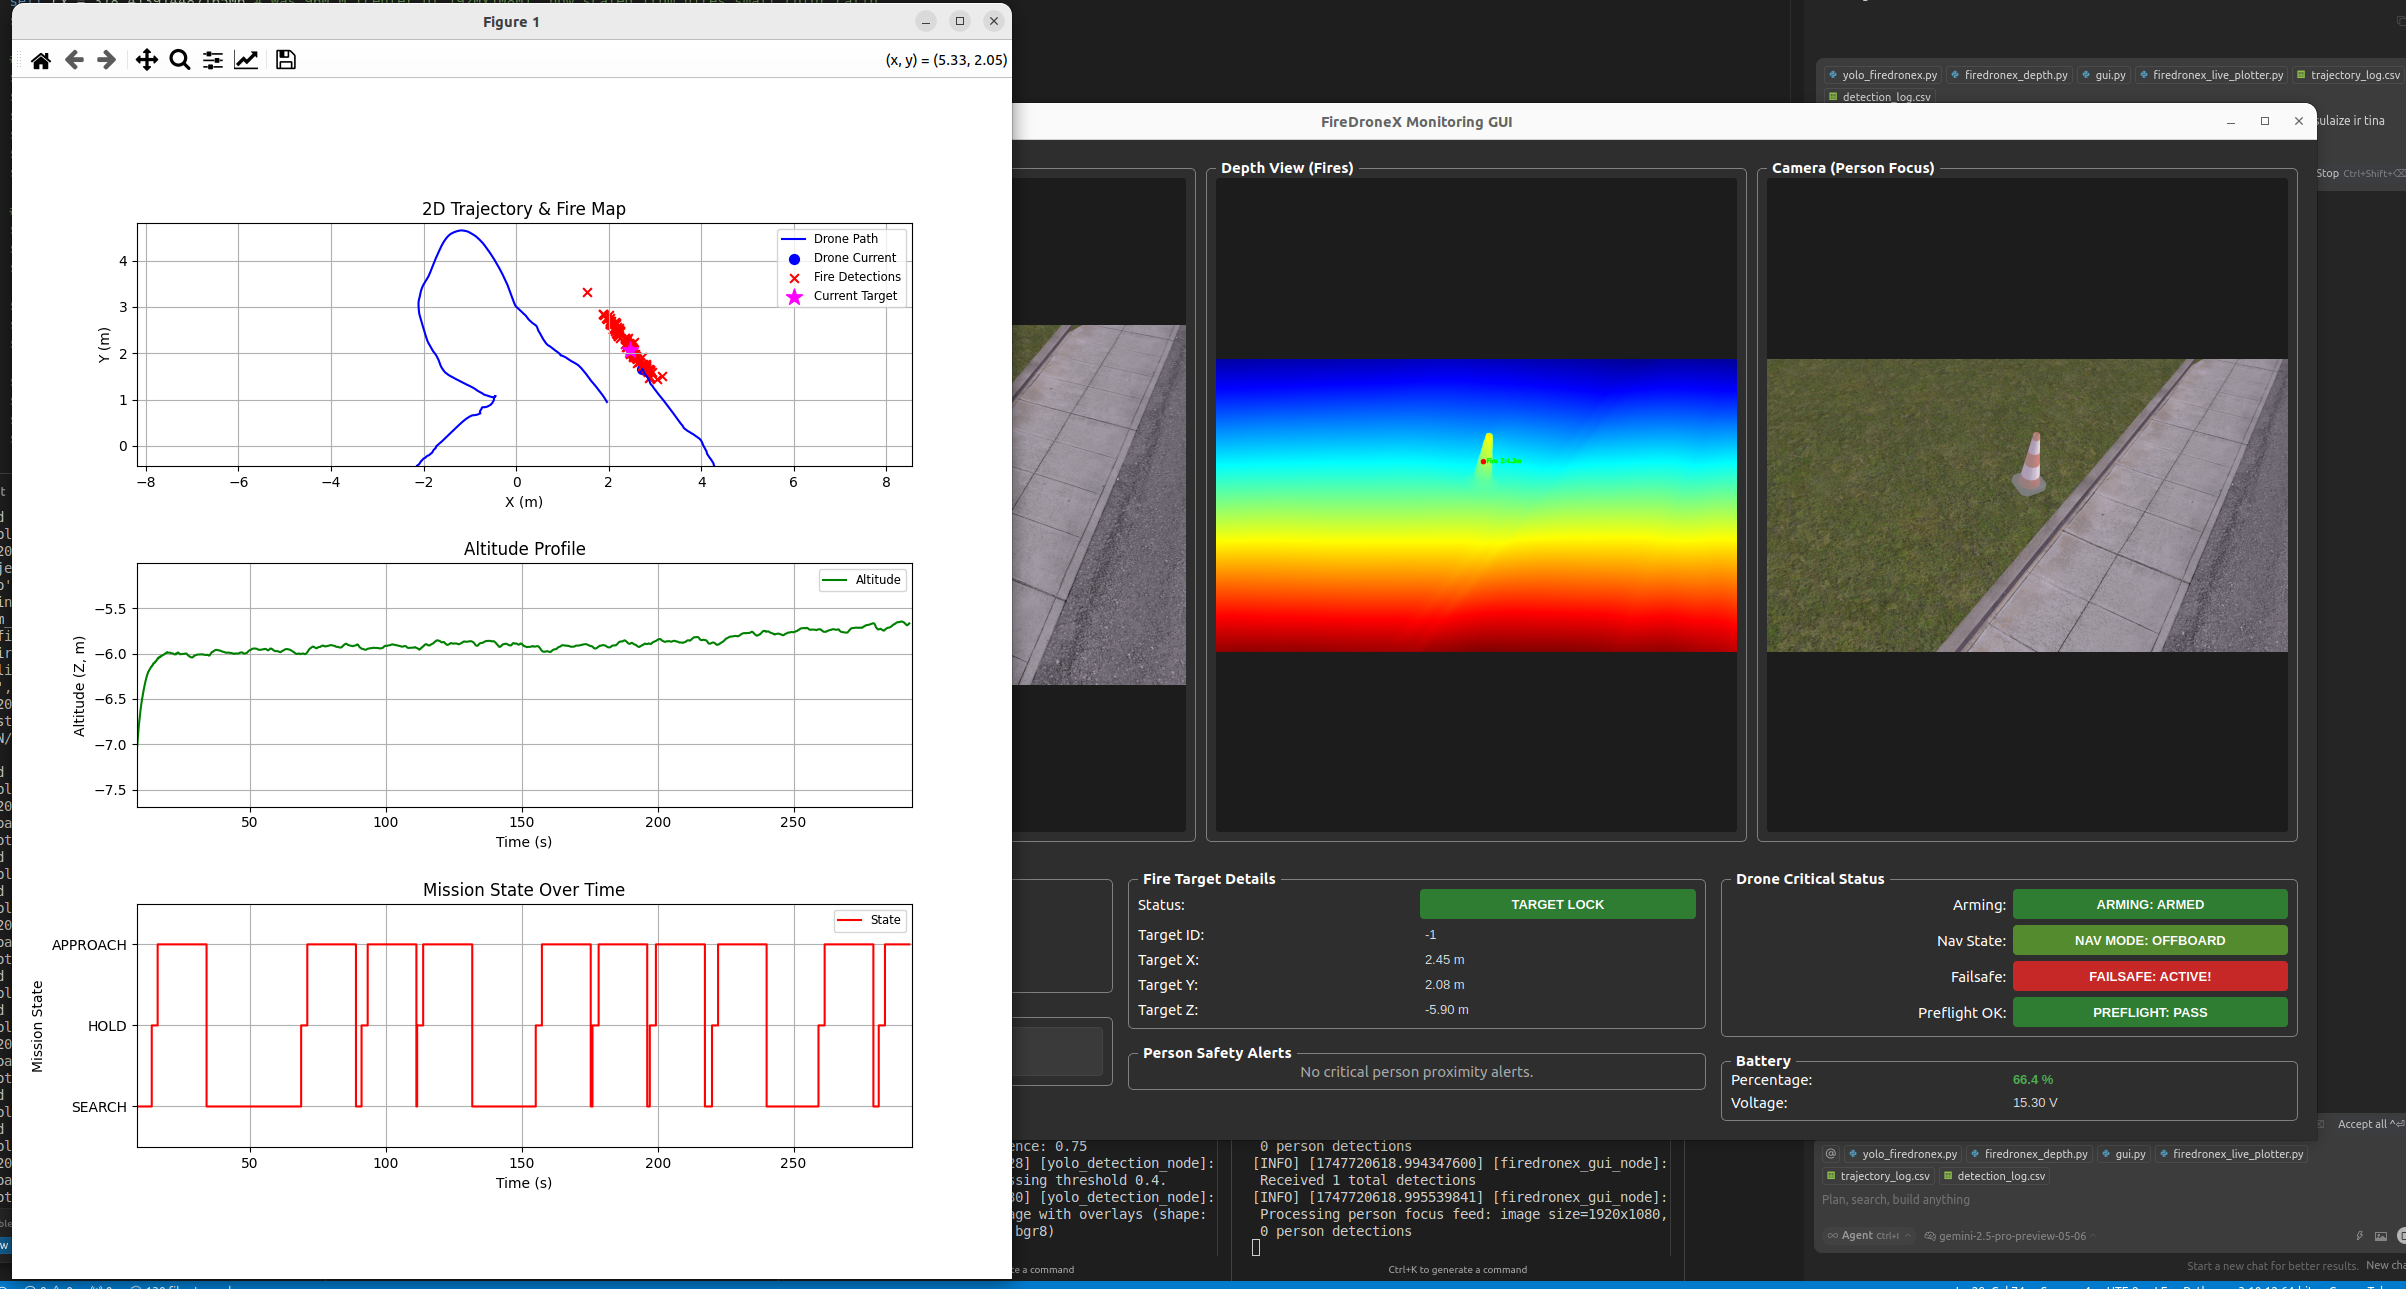 Figure 1
(x, y) = (5.33, 2.05)
2D Trajectory & Fire Map
Drone Path
Drone Current
Fire Detections
Current Target
4
3
2
1
0
Y (m)
−8 −6 −4 −2 0 2 4 6 8
X (m)
Altitude Profile
Altitude
−5.5
−6.0
−6.5
−7.0
−7.5
Altitude (Z, m)
50 100 150 200 250
Time (s)
Mission State Over Time
State
APPROACH
HOLD
SEARCH
Mission State
50 100 150 200 250
Time (s)
yolo_firedronex.py firedronex_depth.py gui.py firedronex_live_plotter.py trajectory_log.csv
detection_log.csv
FireDroneX Monitoring GUI
sulaize ir tina
Stop Ctrl+Shift+
Depth View (Fires)
Camera (Person Focus)
Fire Target Details
Status: TARGET LOCK
Target ID: -1
Target X: 2.45 m
Target Y: 2.08 m
Target Z: -5.90 m
Person Safety Alerts
No critical person proximity alerts.
Drone Critical Status
Arming: ARMING: ARMED
Nav State: NAV MODE: OFFBOARD
Failsafe: FAILSAFE: ACTIVE!
Preflight OK: PREFLIGHT: PASS
Battery
Percentage: 66.4 %
Voltage: 15.30 V
ence: 0.75
28] [yolo_detection_node]:
ssing threshold 0.4.
30] [yolo_detection_node]:
age with overlays (shape:
bgr8)
e a command
0 person detections
[INFO] [1747720618.994347600] [firedronex_gui_node]:
Received 1 total detections
[INFO] [1747720618.995539841] [firedronex_gui_node]:
Processing person focus feed: image size=1920x1080,
0 person detections
Ctrl+K to generate a command
Accept all
@ yolo_firedronex.py firedronex_depth.py gui.py firedronex_live_plotter.py
trajectory_log.csv detection_log.csv
Plan, search, build anything
Agent Ctrl+I gemini-2.5-pro-preview-05-06
Start a new chat for better results. New cha